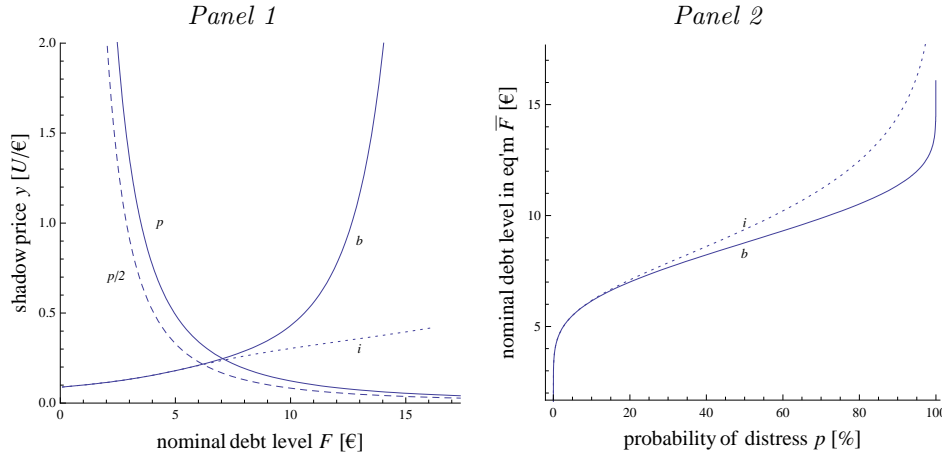 Panel 1
Panel 2
shadow price y [U/€]
2.0
1.5
1.0
0.5
0.0
0
5
10
15
p
p/2
b
i
nominal debt level F [€]
nominal debt level in eq'm F̅ [€]
15
10
5
0
20
40
60
80
100
i
b
probability of distress p [%]